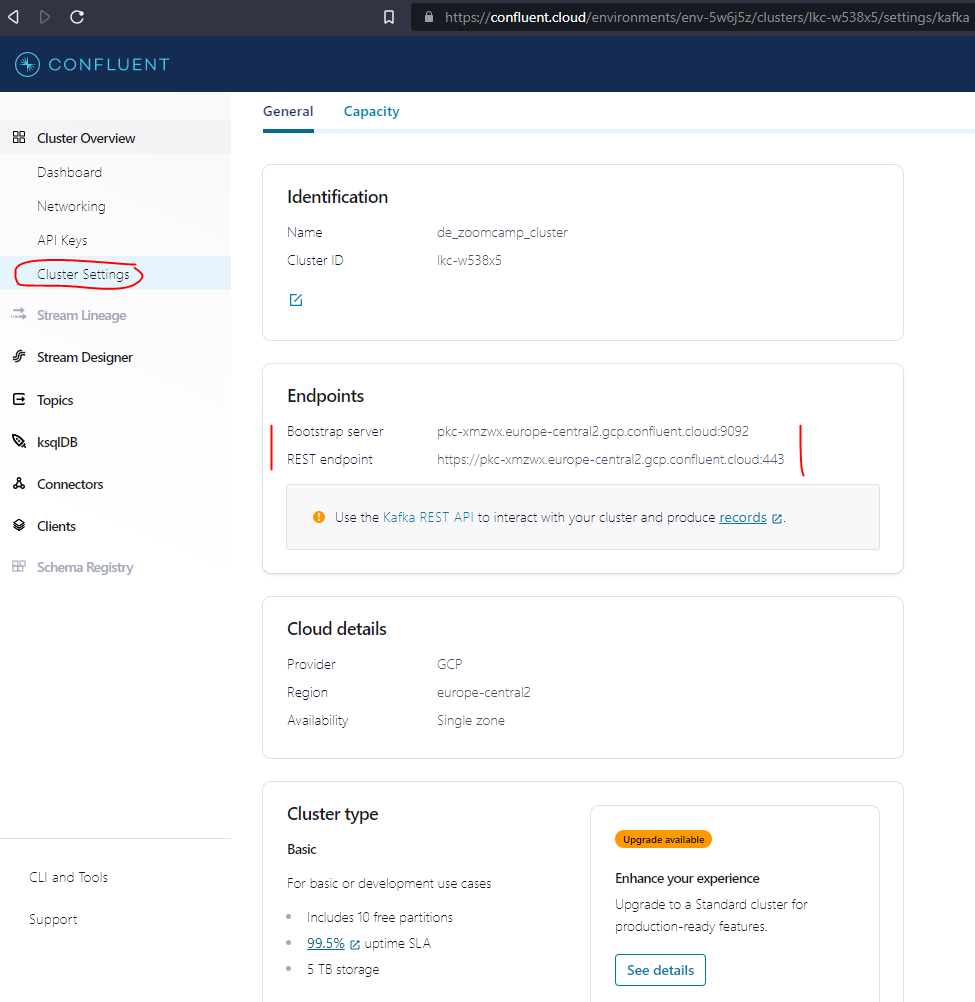 https://confluent.cloud/environments/env-5w6j5z/clusters/lkc-w538x5/settings/kafka
CONFLUENT
General
Capacity
Cluster Overview
Dashboard
Networking
API Keys
Cluster Settings
Stream Lineage
Stream Designer
Topics
ksqlDB
Connectors
Clients
Schema Registry
CLI and Tools
Support
Identification
Name de_zoomcamp_cluster
Cluster ID lkc-w538x5
Endpoints
Bootstrap server pkc-xmzwx.europe-central2.gcp.confluent.cloud:9092
REST endpoint https://pkc-xmzwx.europe-central2.gcp.confluent.cloud:443
Use the Kafka REST API to interact with your cluster and produce records.
Cloud details
Provider GCP
Region europe-central2
Availability Single zone
Cluster type
Basic
For basic or development use cases
Includes 10 free partitions
99.5% uptime SLA
5 TB storage
Upgrade available
Enhance your experience
Upgrade to a Standard cluster for
production-ready features.
See details